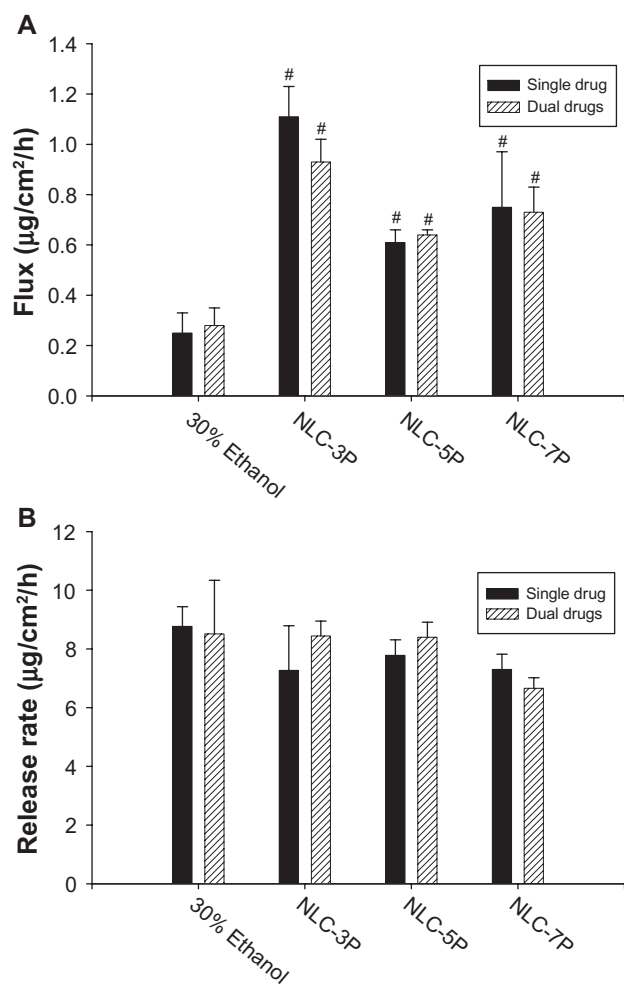 A
Flux (µg/cm²/h)
1.4
1.2
1.0
0.8
0.6
0.4
0.2
0.0
Single drug
Dual drugs
#
#
#
#
#
#
30% Ethanol
NLC-3P
NLC-5P
NLC-7P
B
Release rate (µg/cm²/h)
12
10
8
6
4
2
0
Single drug
Dual drugs
30% Ethanol
NLC-3P
NLC-5P
NLC-7P